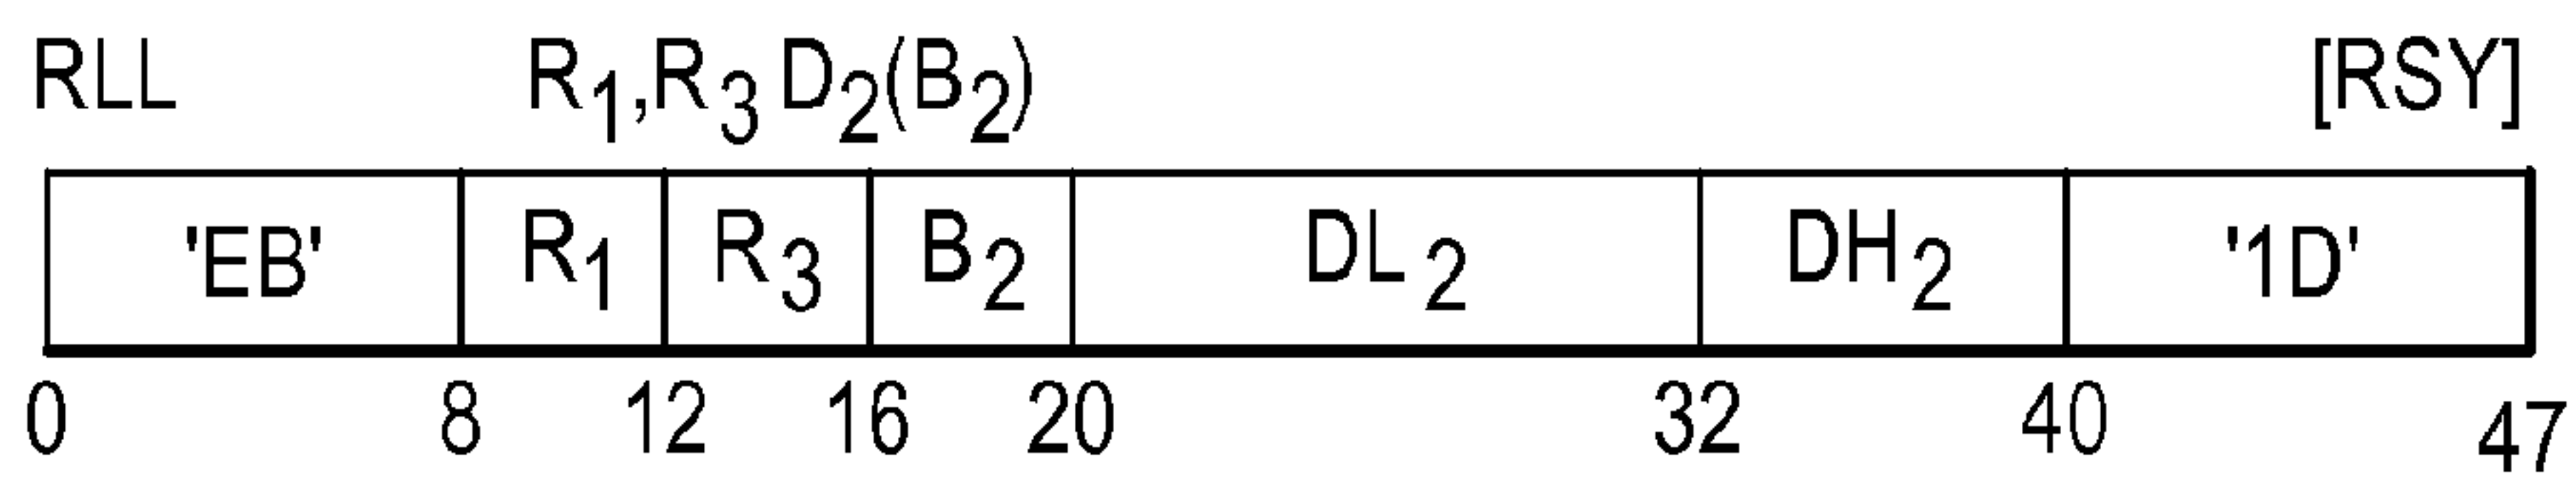 RLL R₁,R₃ D₂(B₂) [RSY]
'EB' R₁ R₃ B₂ DL₂ DH₂ '1D'
0 8 12 16 20 32 40 47